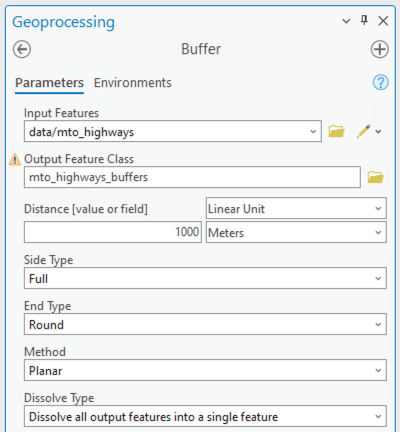 Geoprocessing
Buffer
Parameters Environments
Input Features
data/mto_highways
Output Feature Class
mto_highways_buffers
Distance [value or field] Linear Unit
1000 Meters
Side Type
Full
End Type
Round
Method
Planar
Dissolve Type
Dissolve all output features into a single feature